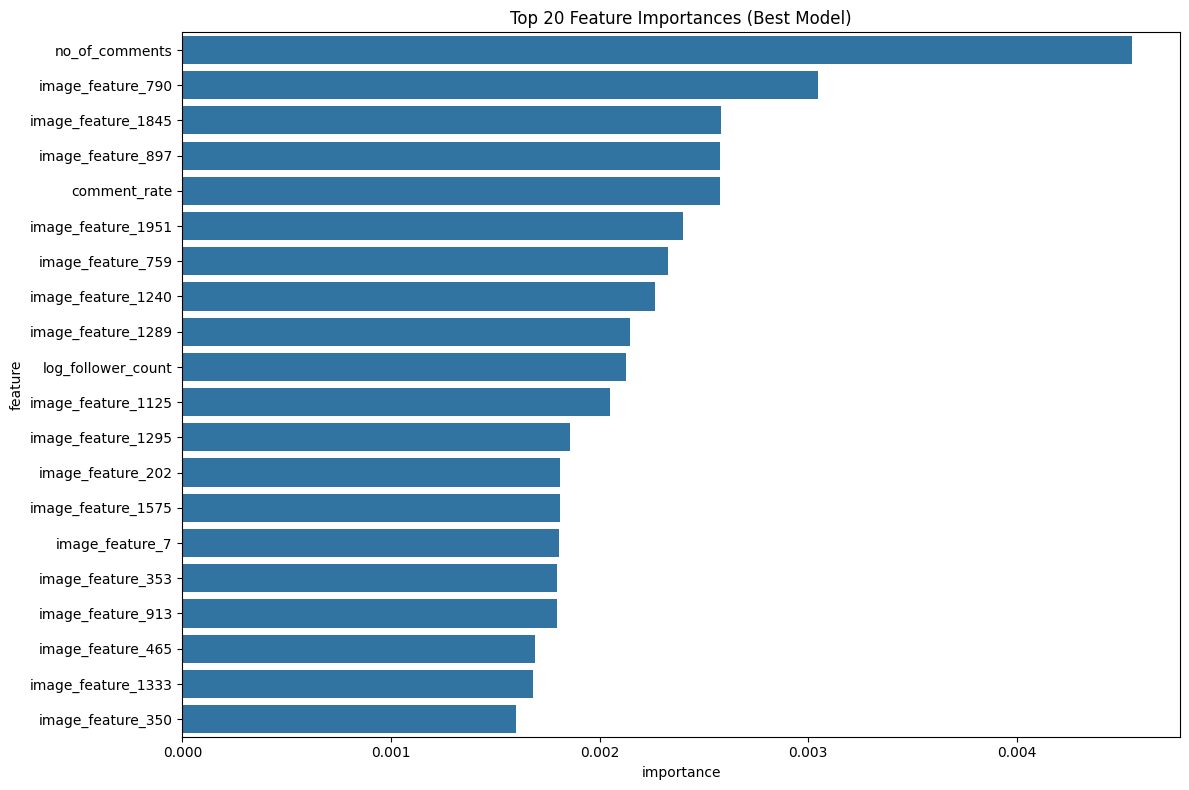 Top 20 Feature Importances (Best Model)
no_of_comments
image_feature_790
image_feature_1845
image_feature_897
comment_rate
image_feature_1951
image_feature_759
image_feature_1240
image_feature_1289
log_follower_count
image_feature_1125
image_feature_1295
image_feature_202
image_feature_1575
image_feature_7
image_feature_353
image_feature_913
image_feature_465
image_feature_1333
image_feature_350
feature
0.000 0.001 0.002 0.003 0.004
importance